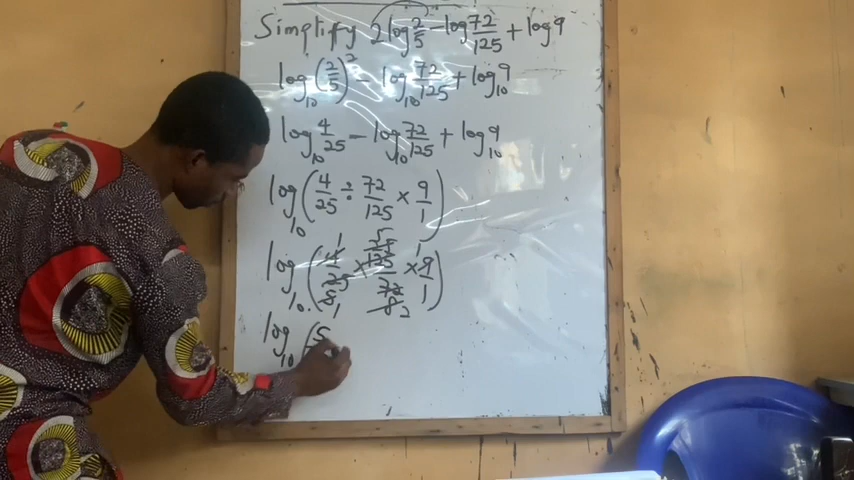 Simplify 2log 2/5 − log 72/125 + log 9
log₁₀(2/5)² − log₁₀ 72/125 + log₁₀ 9
log₁₀ 4/25 − log₁₀ 72/125 + log₁₀ 9
log₁₀(4/25 ÷ 72/125 × 9/1)
log₁₀(4/25 × 125/72 × 9/1)
log₁₀(5